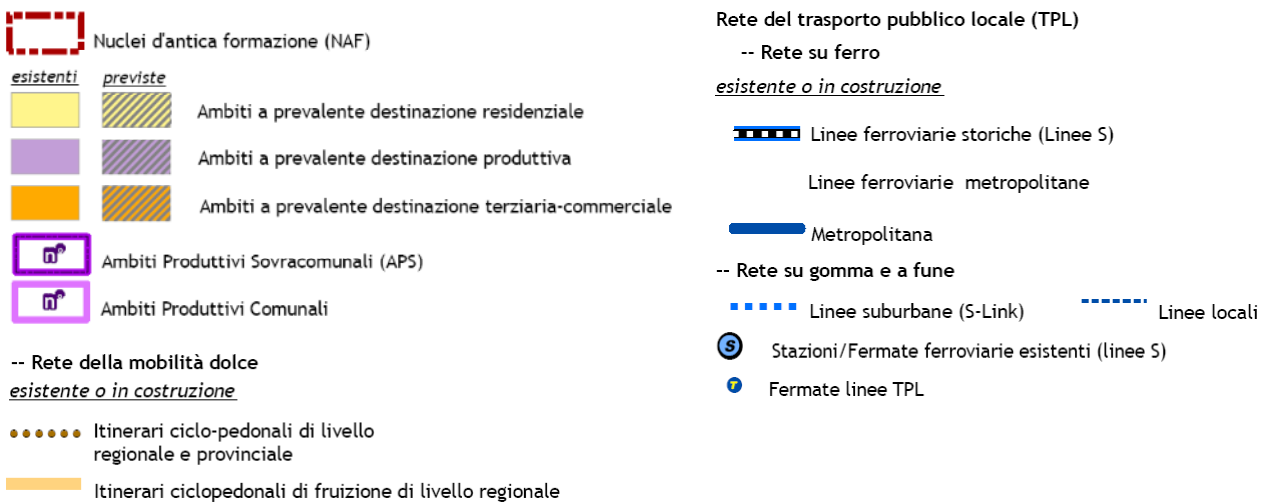 Nuclei d'antica formazione (NAF)
esistenti previste
Ambiti a prevalente destinazione residenziale
Ambiti a prevalente destinazione produttiva
Ambiti a prevalente destinazione terziaria-commerciale
n°
Ambiti Produttivi Sovracomunali (APS)
n°
Ambiti Produttivi Comunali
-- Rete della mobilità dolce
esistente o in costruzione
Itinerari ciclo-pedonali di livello
regionale e provinciale
Itinerari ciclopedonali di fruizione di livello regionale
Rete del trasporto pubblico locale (TPL)
-- Rete su ferro
esistente o in costruzione
Linee ferroviarie storiche (Linee S)
Linee ferroviarie metropolitane
Metropolitana
-- Rete su gomma e a fune
Linee suburbane (S-Link) Linee locali
S Stazioni/Fermate ferroviarie esistenti (linee S)
T Fermate linee TPL